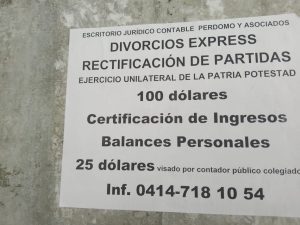 ESCRITORIO JURÍDICO CONTABLE PERDOMO Y ASOCIADOS
DIVORCIOS EXPRESS
RECTIFICACIÓN DE PARTIDAS
EJERCICIO UNILATERAL DE LA PATRIA POTESTAD
100 dólares
Certificación de Ingresos
Balances Personales
25 dólares visado por contador público colegiado
Inf. 0414-718 10 54